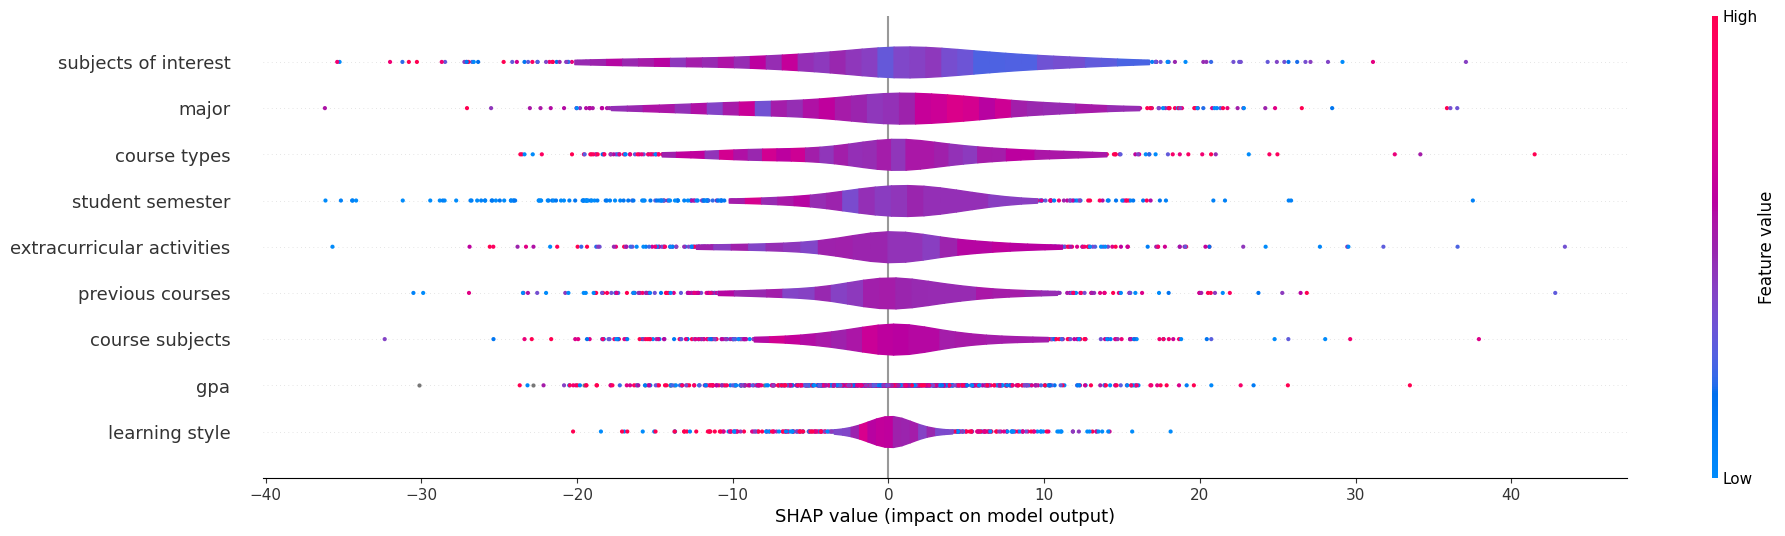 High
subjects of interest
major
course types
student semester
extracurricular activities
previous courses
course subjects
gpa
learning style
Feature value
Low
−40 −30 −20 −10 0 10 20 30 40
SHAP value (impact on model output)